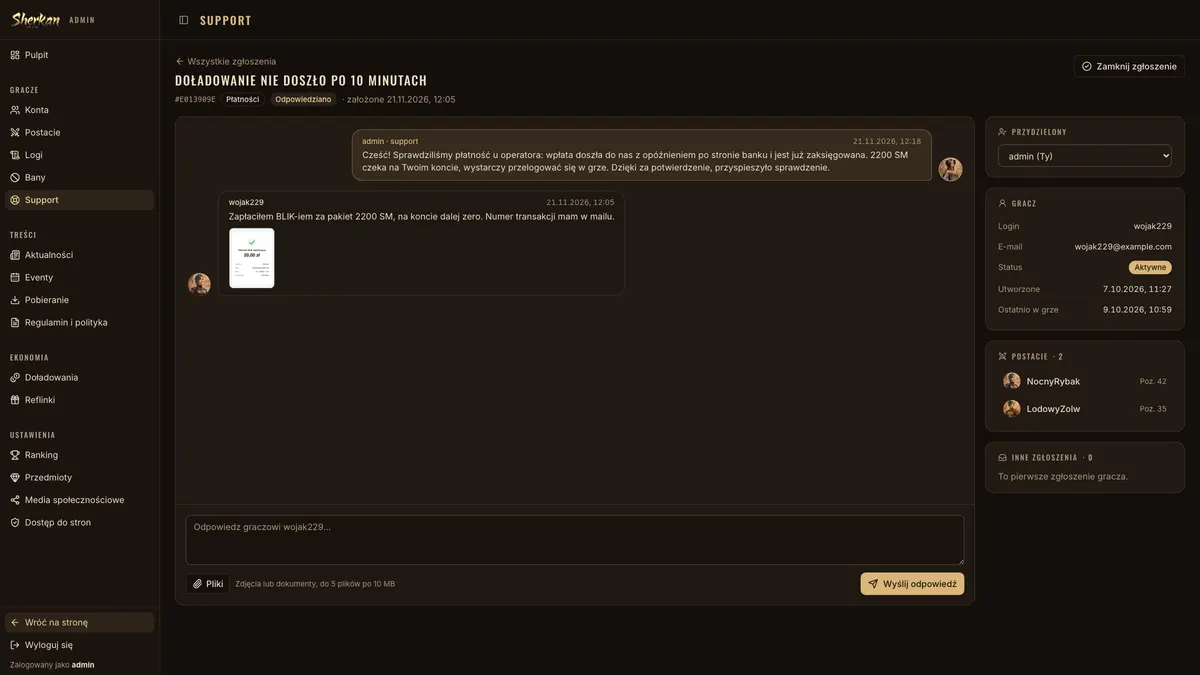 Sherkan ADMIN
Pulpit
GRACZE
Konta
Postacie
Logi
Bany
Support
TREŚCI
Aktualności
Eventy
Pobieranie
Regulamin i polityka
EKONOMIA
Doładowania
Reflinki
USTAWIENIA
Ranking
Przedmioty
Media społecznościowe
Dostęp do stron
Wróć na stronę
Wyloguj się
Zalogowany jako admin
SUPPORT
Wszystkie zgłoszenia
DOŁADOWANIE NIE DOSZŁO PO 10 MINUTACH
#E013909E Płatności Odpowiedziano · założone 21.11.2026, 12:05
Zamknij zgłoszenie
admin · support 21.11.2026, 12:18
Cześć! Sprawdziliśmy płatność u operatora: wpłata doszła do nas z opóźnieniem po stronie banku i jest już zaksięgowana. 2200 SM
czeka na Twoim koncie, wystarczy przelogować się w grze. Dzięki za potwierdzenie, przyspieszyło sprawdzenie.
wojak229 21.11.2026, 12:05
Zapłaciłem BLIK-iem za pakiet 2200 SM, na koncie dalej zero. Numer transakcji mam w mailu.
20,00 zł
Odpowiedz graczowi wojak229...
Pliki Zdjęcia lub dokumenty, do 5 plików po 10 MB
Wyślij odpowiedź
PRZYDZIELONY
admin (Ty)
GRACZ
Login wojak229
E-mail wojak229@example.com
Status Aktywne
Utworzone 7.10.2026, 11:27
Ostatnio w grze 9.10.2026, 10:59
POSTACIE · 2
NocnyRybak Poz. 42
LodowyZolw Poz. 35
INNE ZGŁOSZENIA · 0
To pierwsze zgłoszenie gracza.